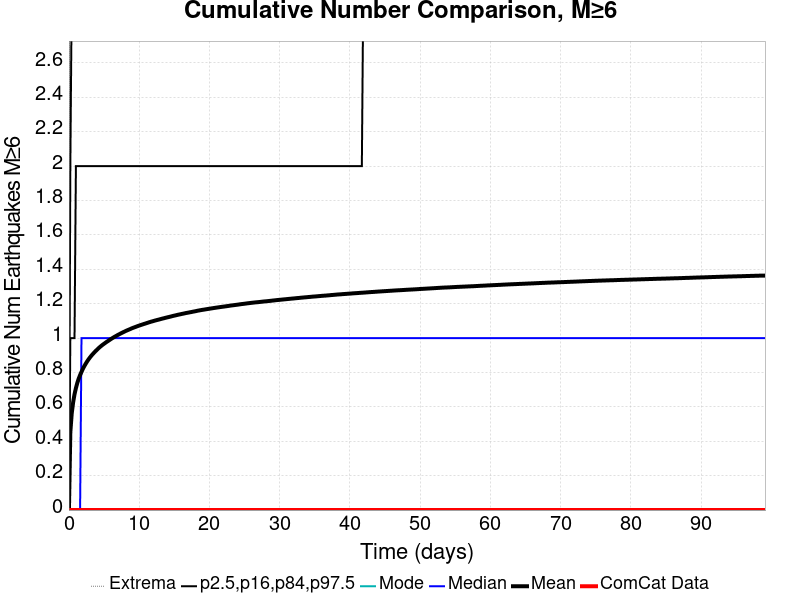 Cumulative Number Comparison, M≥6
Cumulative Num Earthquakes M≥6
2.6
2.4
2.2
2
1.8
1.6
1.4
1.2
1
0.8
0.6
0.4
0.2
0
0 10 20 30 40 50 60 70 80 90
Time (days)
Extrema p2.5,p16,p84,p97.5 Mode Median Mean ComCat Data